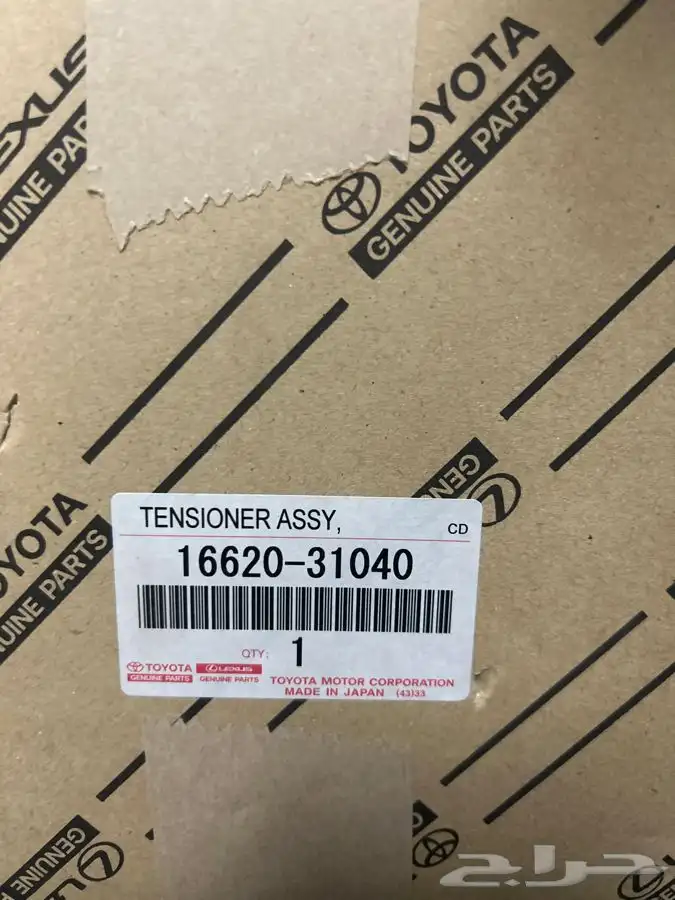 LEXUS
GENUINE PARTS
TOYOTA
GENUINE PARTS
GENUINE
TOYOTA
GENUINE PARTS
TENSIONER ASSY,
CD
16620-31040
QTY: 1
TOYOTA
GENUINE PARTS
LEXUS
GENUINE PARTS
TOYOTA MOTOR CORPORATION
MADE IN JAPAN (43)33
GENUINE
حراج